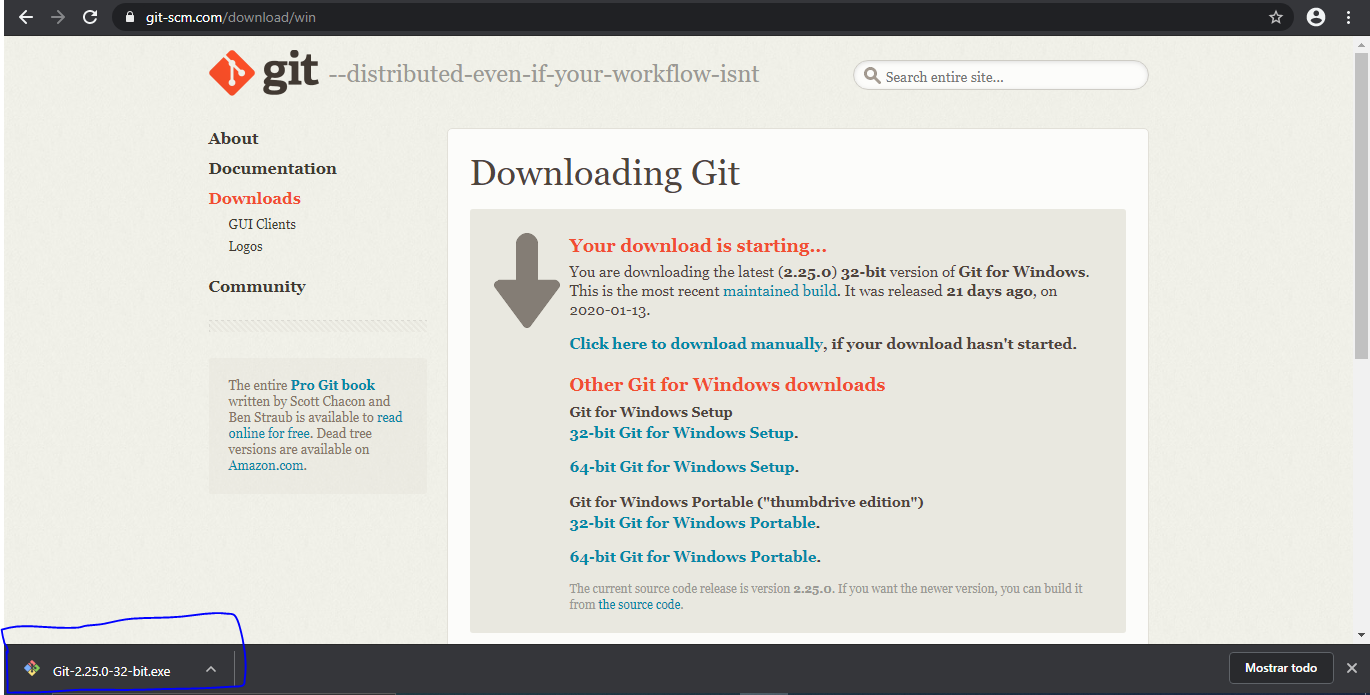 git-scm.com/download/win
git --distributed-even-if-your-workflow-isnt
Search entire site...
About
Documentation
Downloads
GUI Clients
Logos
Community
The entire Pro Git book
written by Scott Chacon and
Ben Straub is available to read
online for free. Dead tree
versions are available on
Amazon.com.
Downloading Git
Your download is starting...
You are downloading the latest (2.25.0) 32-bit version of Git for Windows.
This is the most recent maintained build. It was released 21 days ago, on
2020-01-13.
Click here to download manually, if your download hasn't started.
Other Git for Windows downloads
Git for Windows Setup
32-bit Git for Windows Setup.
64-bit Git for Windows Setup.
Git for Windows Portable ("thumbdrive edition")
32-bit Git for Windows Portable.
64-bit Git for Windows Portable.
The current source code release is version 2.25.0. If you want the newer version, you can build it
from the source code.
Git-2.25.0-32-bit.exe
Mostrar todo